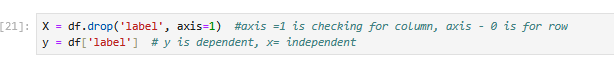 [21]: X = df.drop('label', axis=1)  #axis =1 is checking for column, axis - 0 is for row
y = df['label']  # y is dependent, x= independent